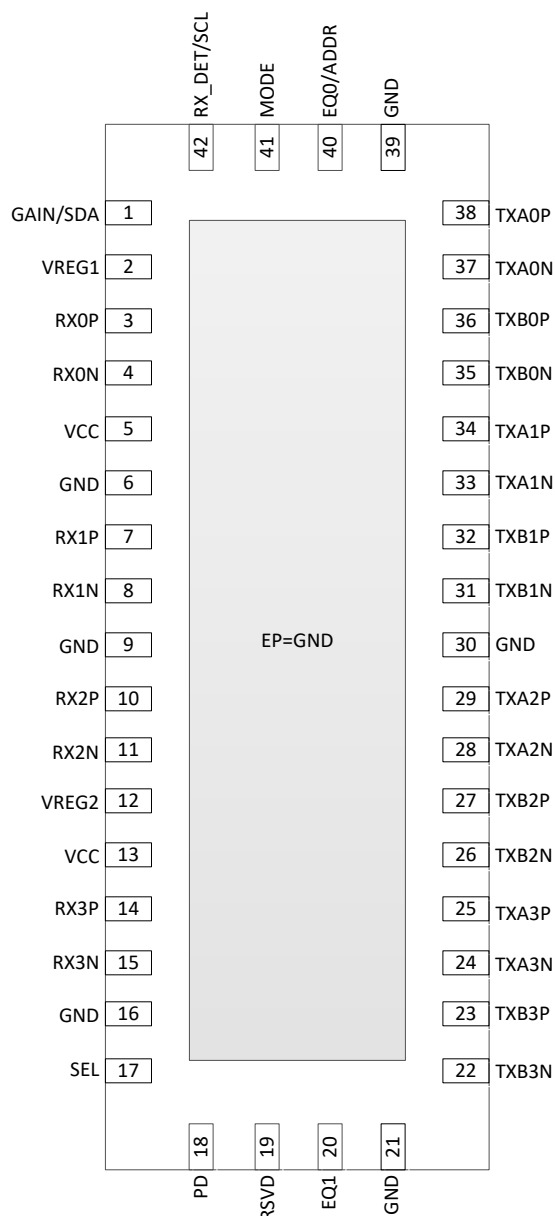 RX_DET/SCL
MODE
EQ0/ADDR
GND
42
41
40
39
GAIN/SDA 1
38 TXA0P
VREG1 2
37 TXA0N
RX0P 3
36 TXB0P
RX0N 4
35 TXB0N
VCC 5
34 TXA1P
GND 6
33 TXA1N
RX1P 7
32 TXB1P
RX1N 8
31 TXB1N
GND 9
EP=GND
30 GND
RX2P 10
29 TXA2P
RX2N 11
28 TXA2N
VREG2 12
27 TXB2P
VCC 13
26 TXB2N
RX3P 14
25 TXA3P
RX3N 15
24 TXA3N
GND 16
23 TXB3P
SEL 17
22 TXB3N
18
19
20
21
PD
RSVD
EQ1
GND